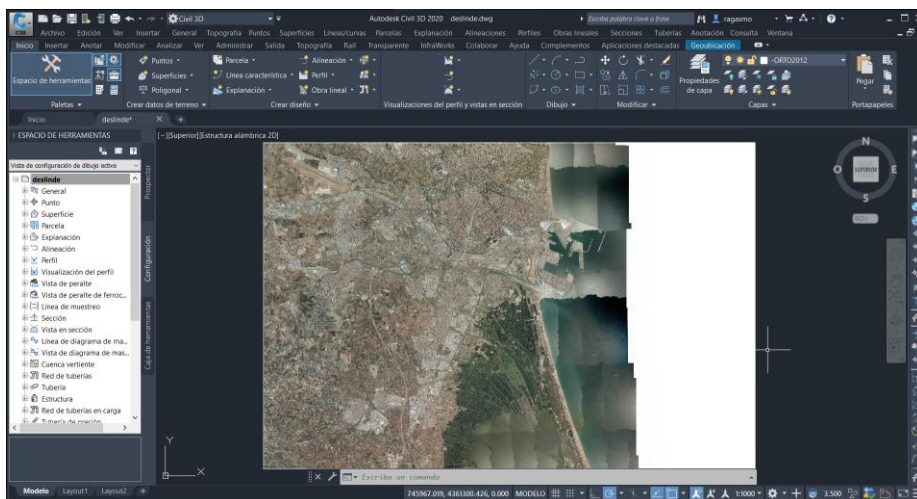 Civil 3D
Autodesk Civil 3D 2020 deslinde.dwg
Escriba palabra clave o frase
ragasmo
Archivo Edición Ver Insertar General Topografía Puntos Superficies Líneas/curvas Parcelas Explanación Alineaciones Perfiles Obras lineales Secciones Tuberías Anotación Consulta Ventana
Inicio Insertar Anotar Modificar Analizar Ver Administrar Salida Topografía Rail Transparente InfraWorks Colaborar Ayuda Complementos Aplicaciones destacadas Geoubicación
Espacio de herramientas
Puntos
Superficies
Poligonal
Parcela
Línea característica
Explanación
Alineación
Perfil
Obra lineal
Propiedades de capa
-ORTO2012
Pegar
Paletas
Crear datos de terreno
Crear diseño
Visualizaciones del perfil y vistas en sección
Dibujo
Modificar
Capas
Portapapeles
Inicio deslinde*
ESPACIO DE HERRAMIENTAS
[-][Superior][Estructura alámbrica 2D]
Vista de configuración de dibujo activo
deslinde
General
Punto
Superficie
Parcela
Explanación
Alineación
Perfil
Visualización del perfil
Vista de peralte
Vista de peralte de ferroc...
Línea de muestreo
Sección
Vista en sección
Línea de diagrama de ma...
Vista de diagrama de mas...
Cuenca vertiente
Red de tuberías
Tubería
Estructura
Red de tuberías en carga
Tubería de presión
Prospector
Configuración
Caja de herramientas
N
O
SUPERIOR
E
S
Y
X
Escriba un comando
Modelo Layout1 Layout2
745967.019, 4361300.426, 0.000 MODELO
1:1000
3.500